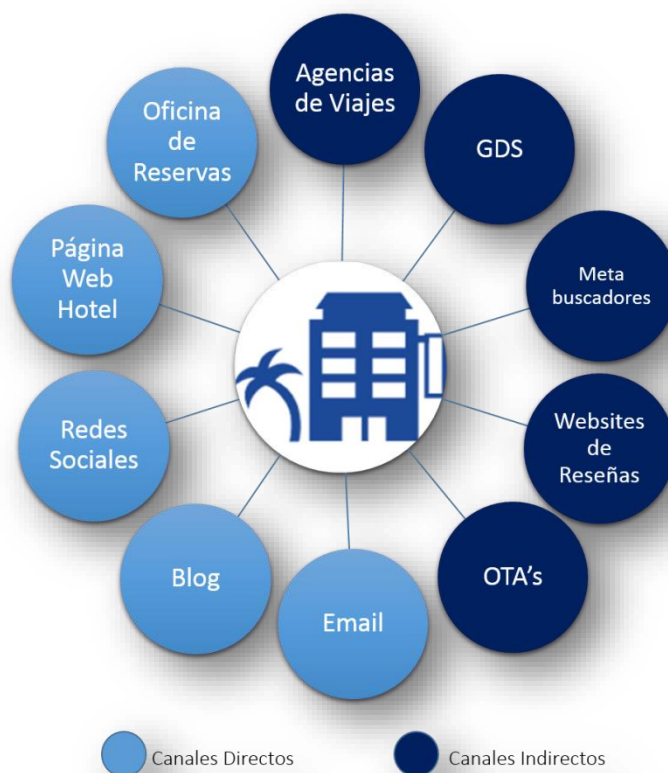 Agencias
de Viajes
GDS
Meta
buscadores
Websites
de
Reseñas
OTA's
Email
Blog
Redes
Sociales
Página
Web
Hotel
Oficina
de
Reservas
Canales Directos
Canales Indirectos